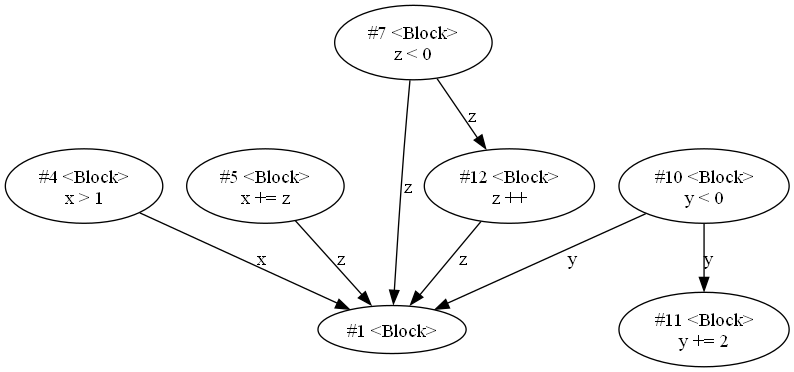 #7 <Block>
z < 0
z
#4 <Block>
x > 1
#5 <Block>
x += z
z
#12 <Block>
z ++
#10 <Block>
y < 0
x
z
z
y
y
#1 <Block>
#11 <Block>
y += 2